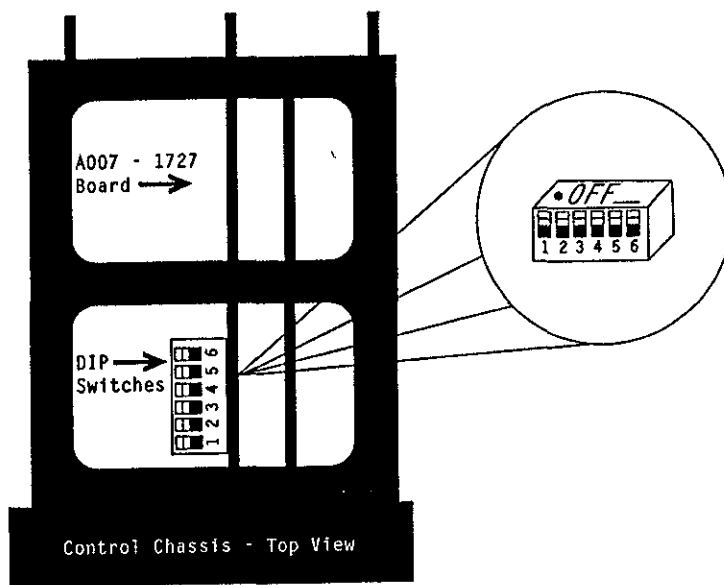 A007 - 1727
Board
OFF
1 2 3 4 5 6
DIP
Switches
6
5
4
3
2
1
Control Chassis - Top View